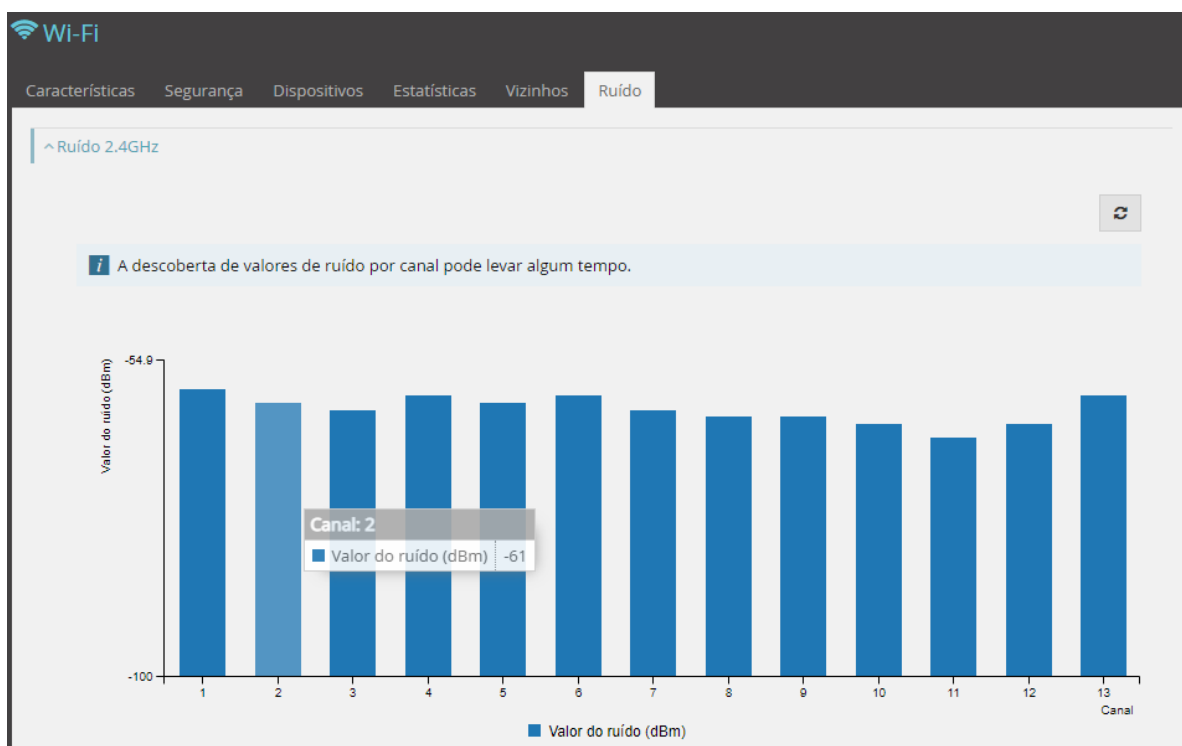 Wi-Fi
Características Segurança Dispositivos Estatísticas Vizinhos Ruído
Ruído 2.4GHz
i A descoberta de valores de ruído por canal pode levar algum tempo.
-54.9
Valor do ruído (dBm)
Canal: 2
Valor do ruído (dBm) -61
-100
1 2 3 4 5 6 7 8 9 10 11 12 13
Canal
Valor do ruído (dBm)